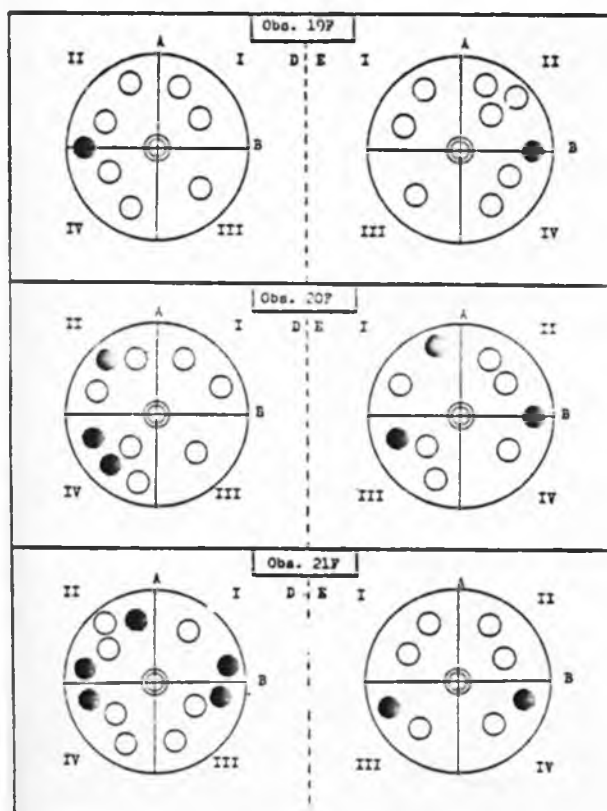 Obs. 19F
A A
II I D E I II
B B
IV III III IV
Obs. 20F
A A
II I D E I II
B B
IV III III IV
Obs. 21F
A A
II I D E I II
B B
IV III III IV